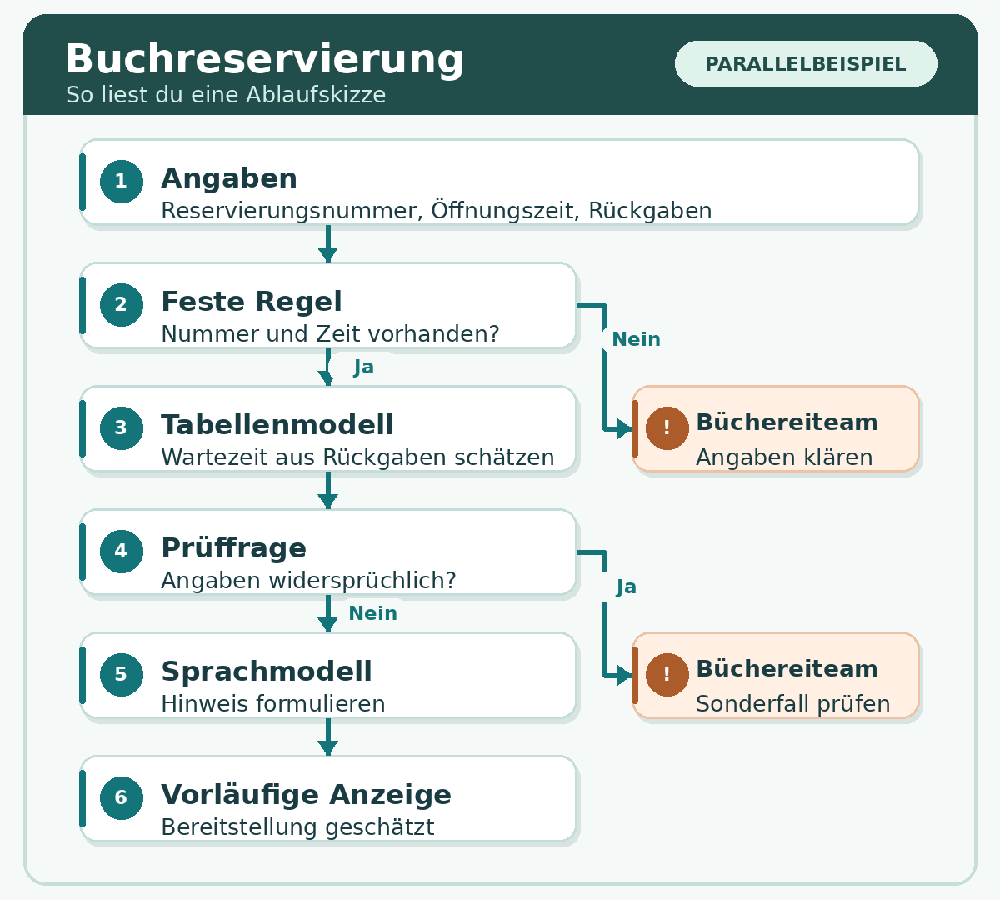 Buchreservierung
So liest du eine Ablaufskizze
PARALLELBEISPIEL
1
Angaben
Reservierungsnummer, Öffnungszeit, Rückgaben
2
Feste Regel
Nummer und Zeit vorhanden?
Nein
Ja
3
Tabellenmodell
Wartezeit aus Rückgaben schätzen
!
Büchereiteam
Angaben klären
4
Prüffrage
Angaben widersprüchlich?
Ja
Nein
5
Sprachmodell
Hinweis formulieren
!
Büchereiteam
Sonderfall prüfen
6
Vorläufige Anzeige
Bereitstellung geschätzt